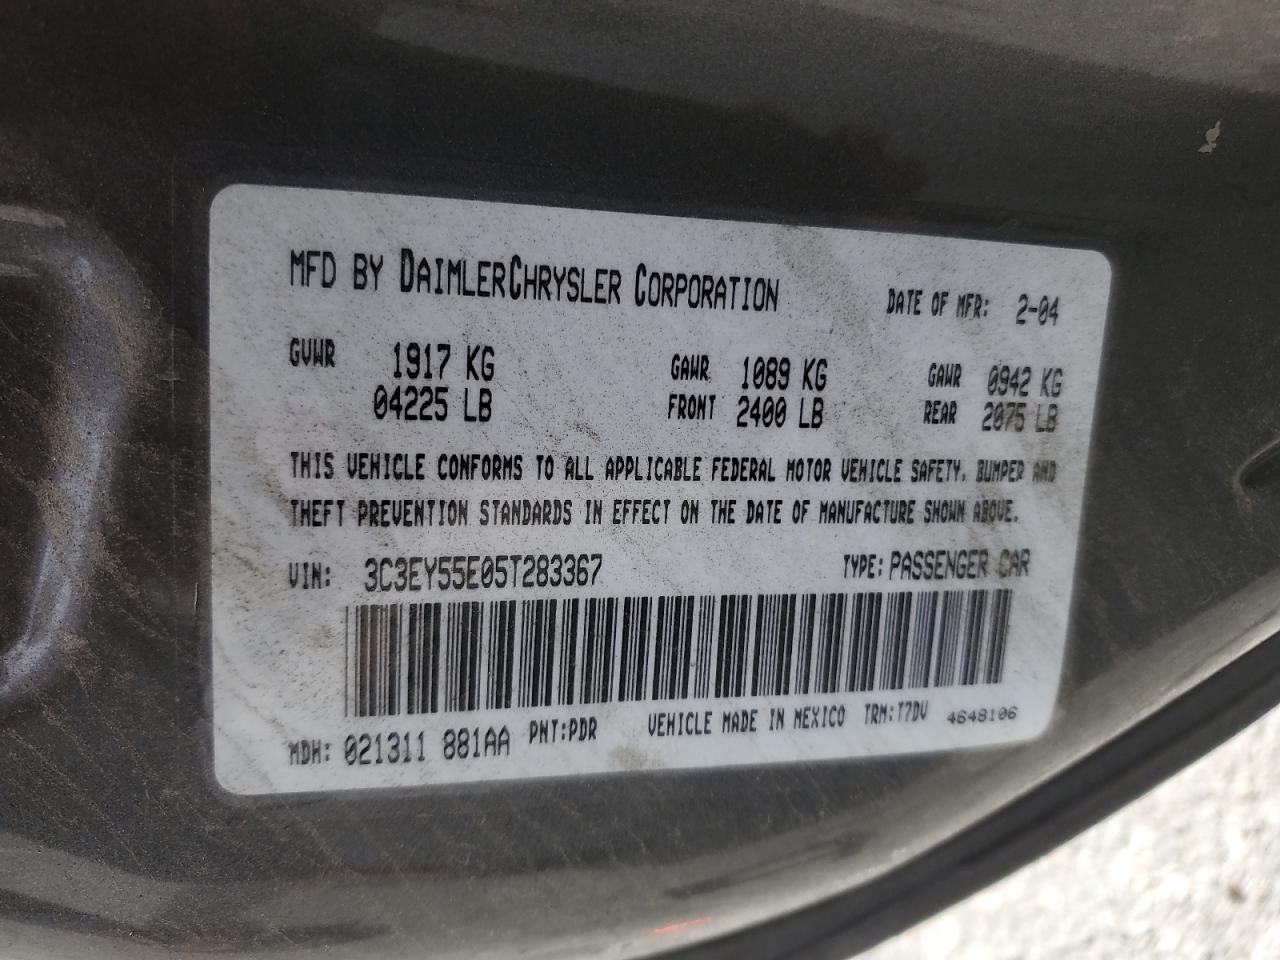 MFD BY DAIMLERCHRYSLER CORPORATION DATE OF MFR: 2-04
GVWR 1917 KG GAWR 1089 KG GAWR 0942 KG
04225 LB FRONT 2400 LB REAR 2075 LB
THIS VEHICLE CONFORMS TO ALL APPLICABLE FEDERAL MOTOR VEHICLE SAFETY, BUMPER AND
THEFT PREVENTION STANDARDS IN EFFECT ON THE DATE OF MANUFACTURE SHOWN ABOVE.
VIN: 3C3EY55E05T283367 TYPE: PASSENGER CAR
MDH: 021311 881AA PNT:PDR VEHICLE MADE IN MEXICO TRM:T7DV 4648106